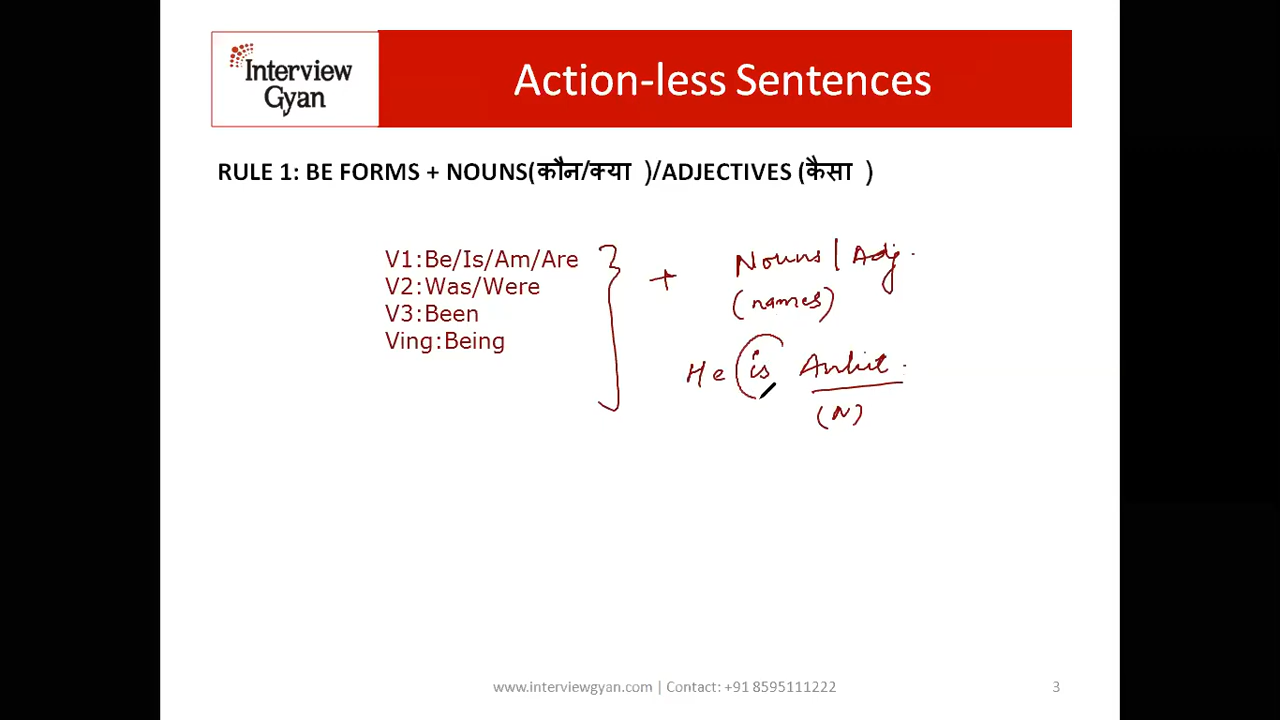 Interview
Gyan
Action-less Sentences
RULE 1: BE FORMS + NOUNS(कौन/क्या )/ADJECTIVES (कैसा )
V1:Be/Is/Am/Are
V2:Was/Were
V3:Been
Ving:Being
+ Nouns | Adj.
(names)
He is Ankit.
(N)
www.interviewgyan.com | Contact: +91 8595111222
3